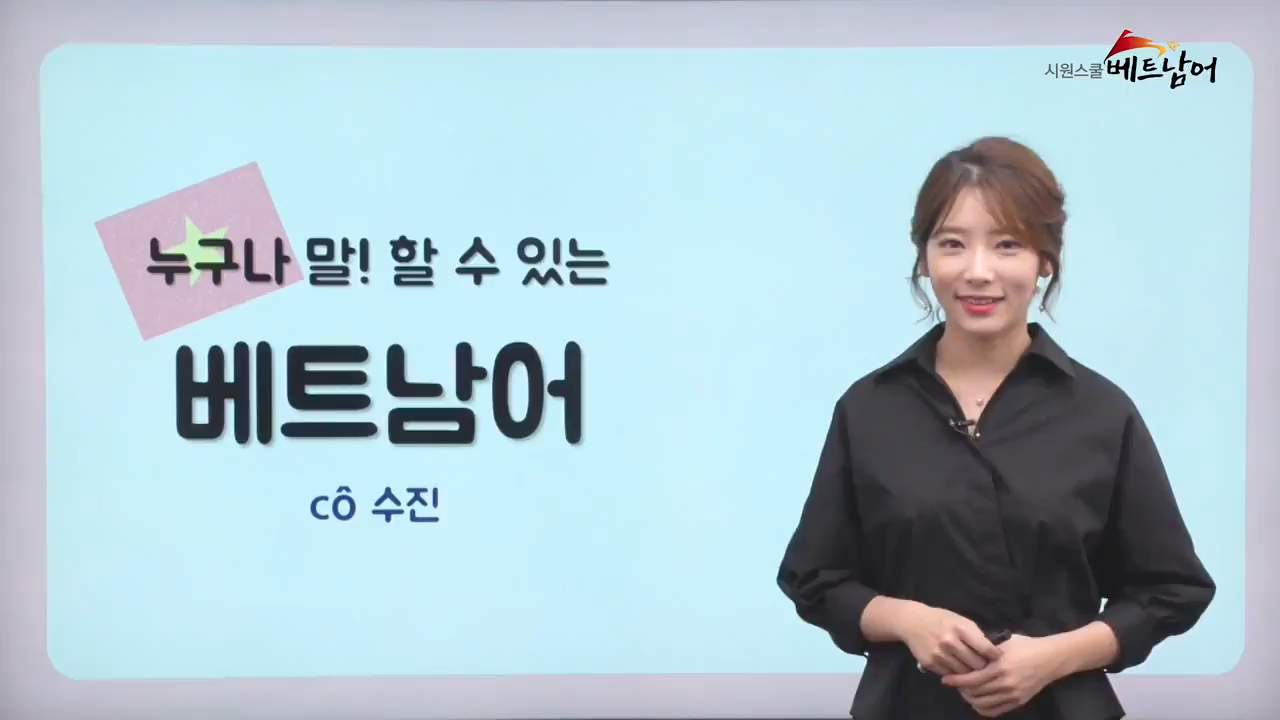 시원스쿨 베트남어
누구나 말! 할 수 있는
베트남어
cô 수진